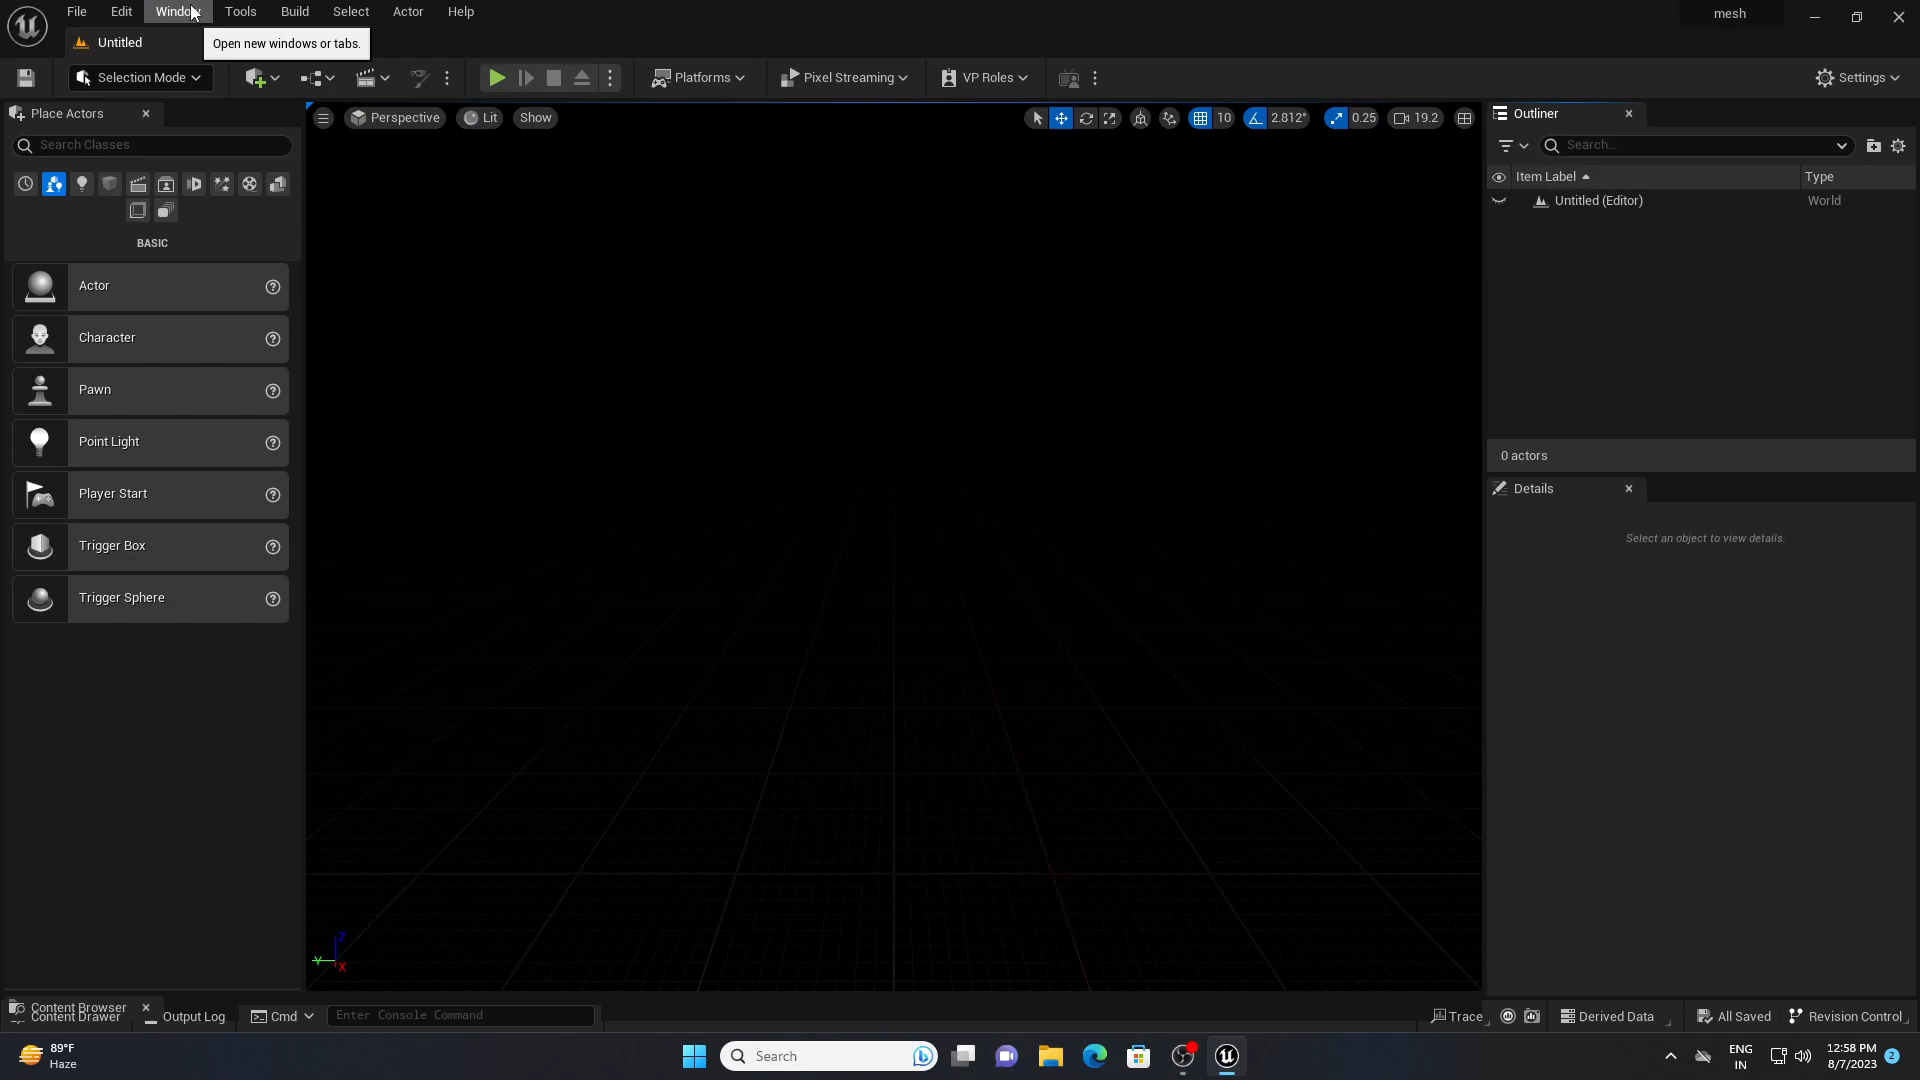 File Edit Window Tools Build Select Actor Help
mesh
Untitled
Open new windows or tabs.
Selection Mode
Platforms
Pixel Streaming
VP Roles
Settings
Place Actors
Perspective
Lit
Show
10
2.812°
0.25
19.2
Outliner
Search Classes
Search...
Item Label
Type
Untitled (Editor)
World
BASIC
Actor
Character
Pawn
Point Light
Player Start
Trigger Box
Trigger Sphere
0 actors
Details
Select an object to view details.
Z
Y
X
Content Browser
Content Drawer
Output Log
Cmd
Enter Console Command
Trace
Derived Data
All Saved
Revision Control
89°F
Haze
Search
ENG
IN
12:58 PM
8/7/2023
2